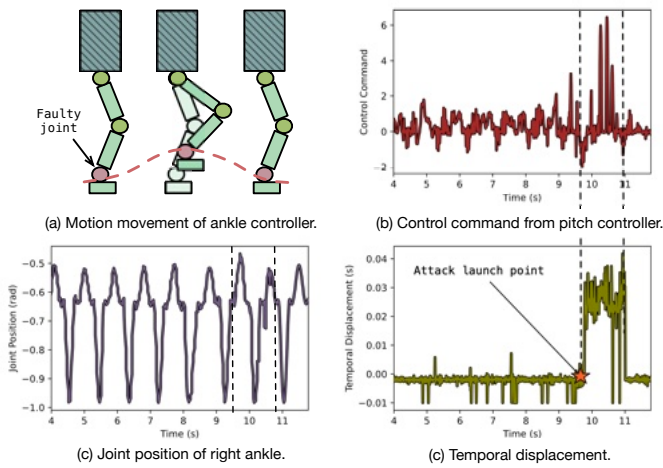 Faulty
joint
(a) Motion movement of ankle controller.
Control Command
6
4
2
0
−2
4 5 6 7 8 9 10 11
Time (s)
(b) Control command from pitch controller.
Joint Position (rad)
−0.5
−0.6
−0.7
−0.8
−0.9
−1.0
4 5 6 7 8 9 10 11
Time (s)
(c) Joint position of right ankle.
Temporal Displacement (s)
0.04
0.03
0.02
0.01
0.00
−0.01
Attack launch point
4 5 6 7 8 9 10 11
Time (s)
(c) Temporal displacement.